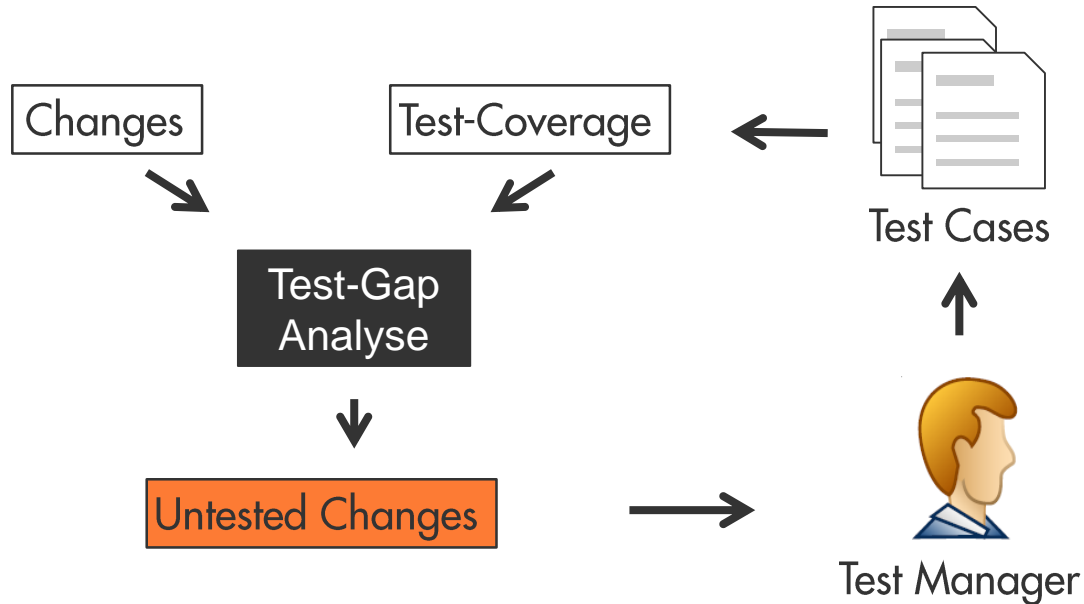 Changes
Test-Coverage
Test Cases
Test-Gap
Analyse
Untested Changes
Test Manager